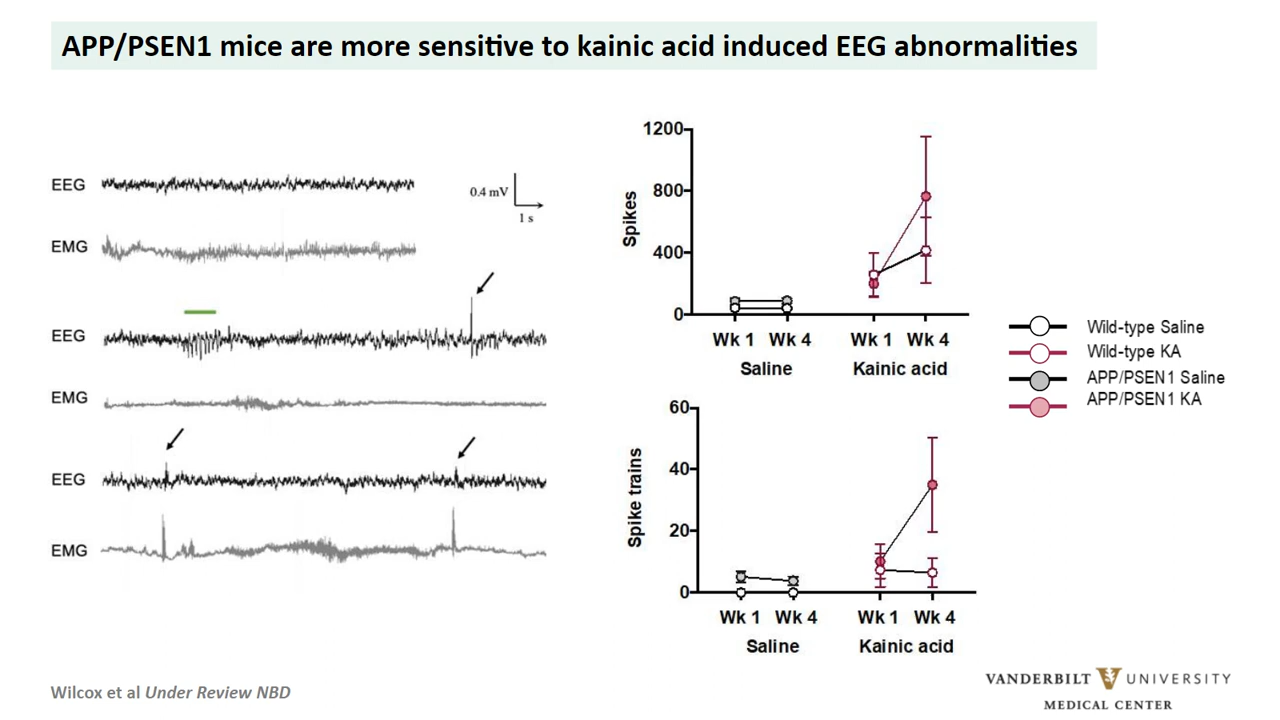 APP/PSEN1 mice are more sensitive to kainic acid induced EEG abnormalities
EEG
0.4 mV
1 s
EMG
EEG
EMG
EEG
EMG
1200
800
400
0
Spikes
Wk 1 Wk 4 Wk 1 Wk 4
Saline Kainic acid
60
40
20
0
Spike trains
Wk 1 Wk 4 Wk 1 Wk 4
Saline Kainic acid
Wild-type Saline
Wild-type KA
APP/PSEN1 Saline
APP/PSEN1 KA
Wilcox et al Under Review NBD
VANDERBILT UNIVERSITY
MEDICAL CENTER